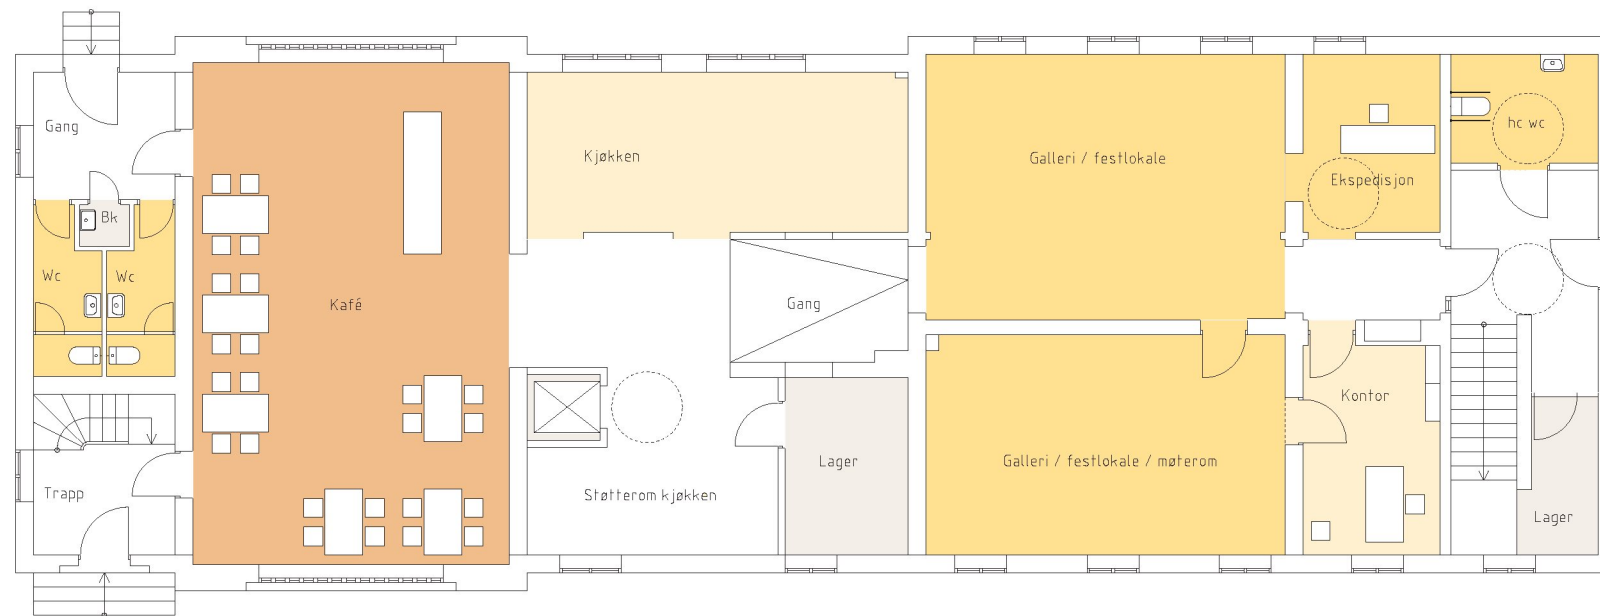 Gang
Bk
Wc
Wc
Trapp
Kafé
Kjøkken
Gang
Støtterom kjøkken
Lager
Galleri / festlokale
Galleri / festlokale / møterom
Ekspedisjon
Kontor
hc wc
Lager